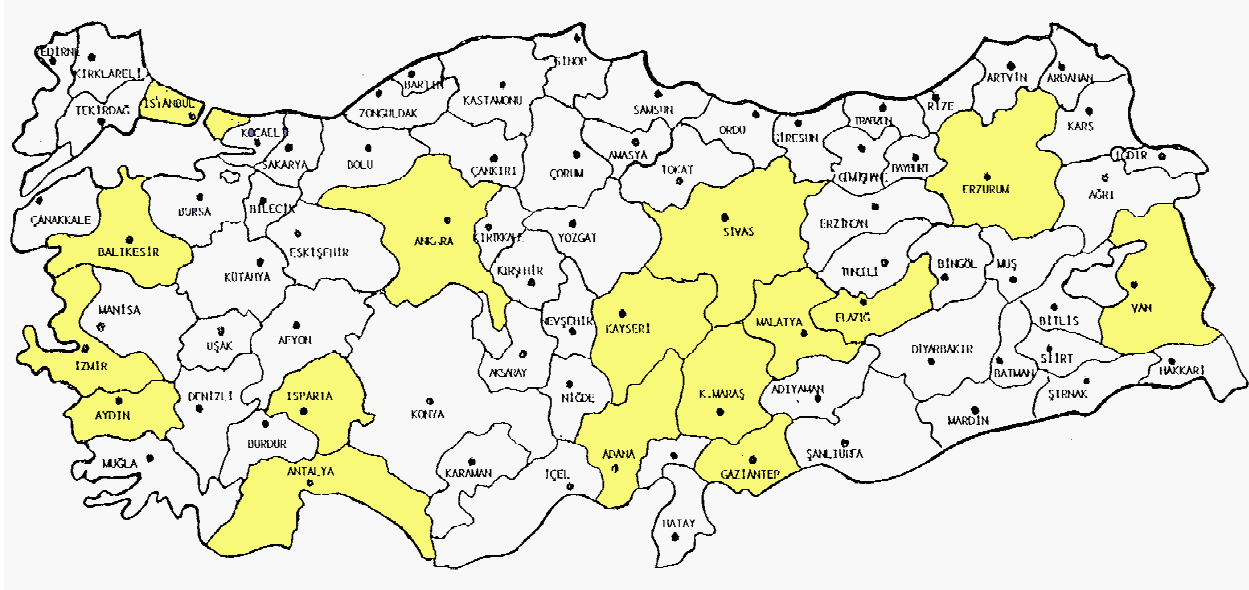 EDİRNE
KIRKLARELİ
TEKİRDAĞ
İSTANBUL
KOCAELİ
SAKARYA
BOLU
ZONGULDAK
BARTIN
KASTAMONU
SİNOP
ÇANKIRI
ÇORUM
SAMSUN
AMASYA
TOKAT
ORDU
GİRESUN
TRABZON
RİZE
ARTVİN
ARDAHAN
KARS
IĞDIR
BAYBURT
ERZURUM
AĞRI
ÇANAKKALE
BALIKESİR
BURSA
BİLECİK
ESKİŞEHİR
KÜTAHYA
ANKARA
KIRIKKALE
KIRŞEHİR
YOZGAT
SİVAS
ERZİNCAN
TUNCELİ
BİNGÖL
MUŞ
VAN
BİTLİS
MANİSA
UŞAK
AFYON
İZMİR
AYDIN
DENİZLİ
ISPARTA
BURDUR
MUĞLA
ANTALYA
KONYA
AKSARAY
NEVŞEHİR
NİĞDE
KAYSERİ
MALATYA
ELAZIĞ
DİYARBAKIR
BATMAN
SİİRT
HAKKARİ
ŞIRNAK
MARDİN
ADIYAMAN
K.MARAŞ
ADANA
KARAMAN
İÇEL
GAZİANTEP
ŞANLIURFA
HATAY